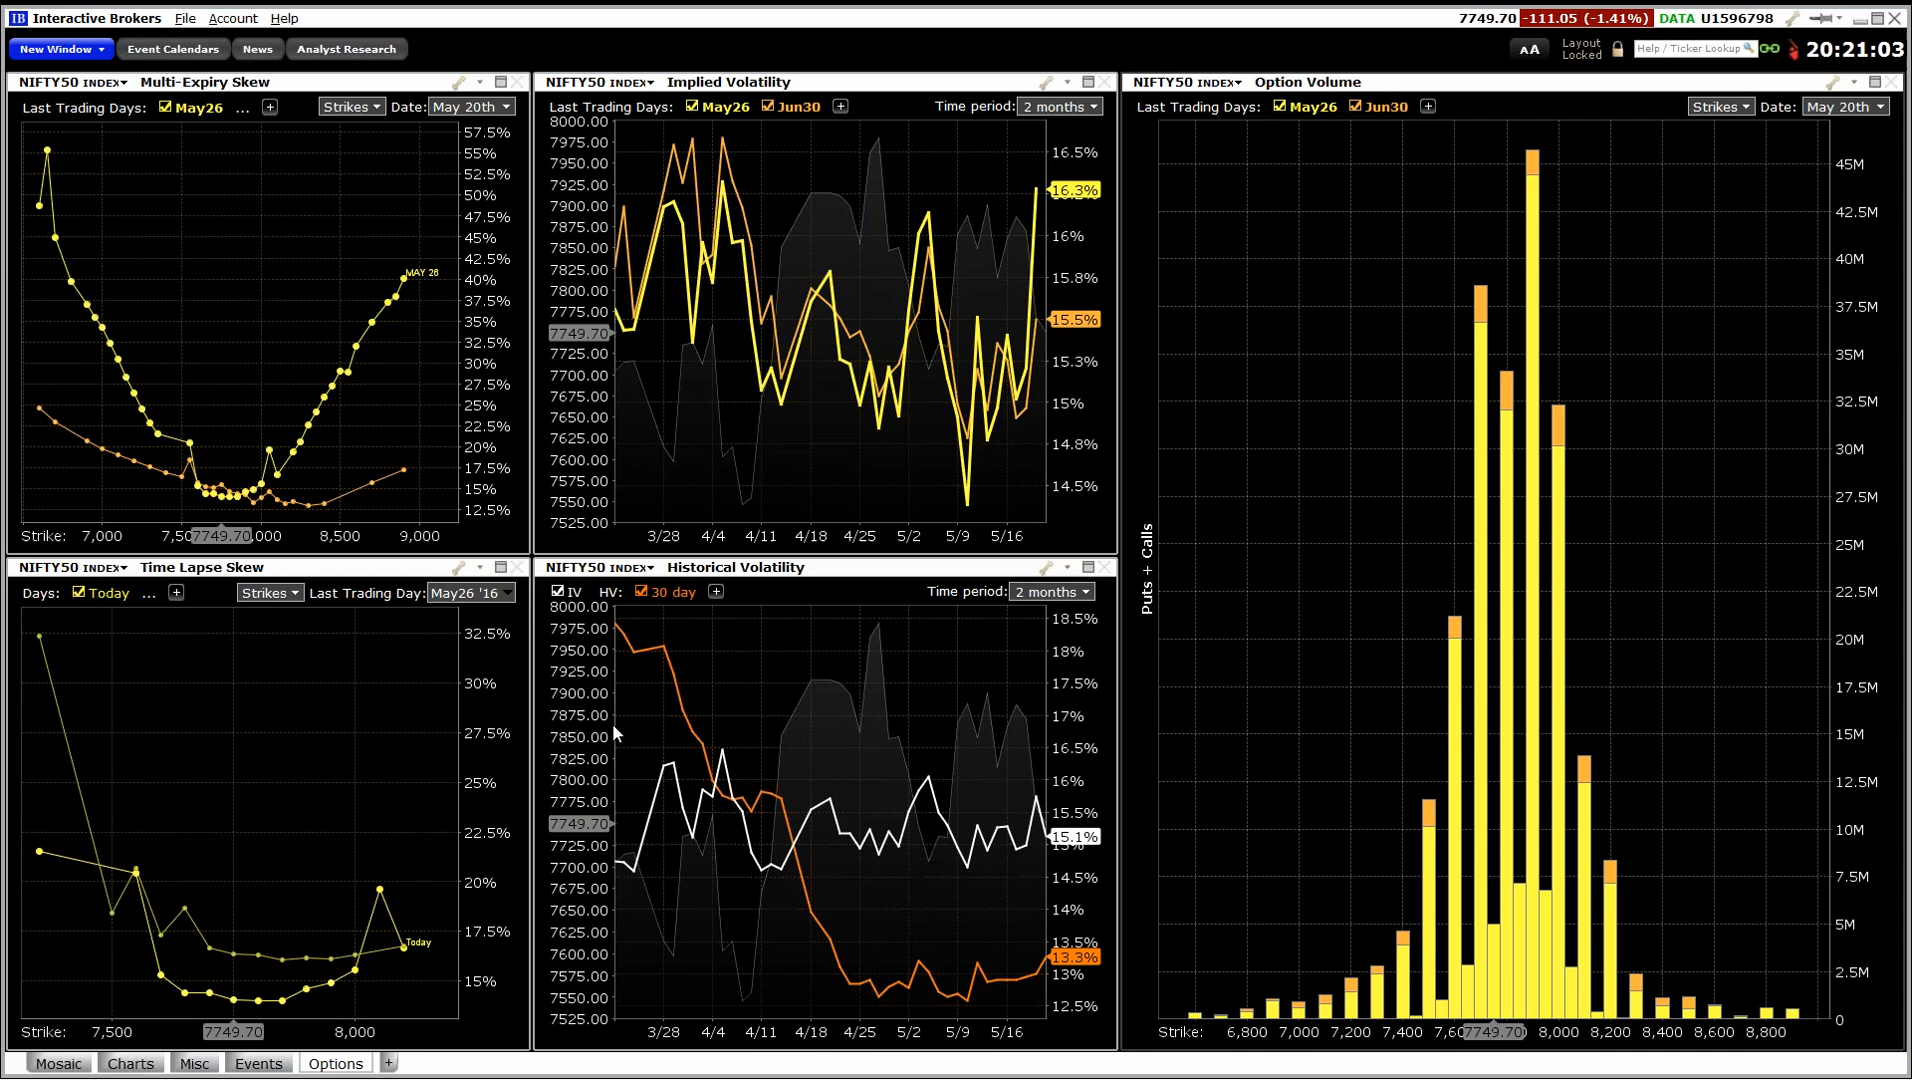 IB Interactive Brokers File Account Help 7749.70 -111.05 (-1.41%) DATA U1596798
New Window Event Calendars News Analyst Research AA Layout Locked Help / Ticker Lookup 20:21:03
NIFTY50 INDEX Multi-Expiry Skew
Last Trading Days: May26 ... + Strikes Date: May 20th
57.5%
55%
52.5%
50%
47.5%
45%
42.5%
40%
37.5%
35%
32.5%
30%
27.5%
25%
22.5%
20%
17.5%
15%
12.5%
MAY 26
Strike: 7,000 7,50 7749.70 ,000 8,500 9,000
NIFTY50 INDEX Implied Volatility
Last Trading Days: May26 Jun30 + Time period: 2 months
8000.00
7975.00
7950.00
7925.00
7900.00
7875.00
7850.00
7825.00
7800.00
7775.00
7749.70
7725.00
7700.00
7675.00
7650.00
7625.00
7600.00
7575.00
7550.00
7525.00
16.5%
16.3%
16%
15.8%
15.5%
15.3%
15%
14.8%
14.5%
3/28 4/4 4/11 4/18 4/25 5/2 5/9 5/16
NIFTY50 INDEX Option Volume
Last Trading Days: May26 Jun30 + Strikes Date: May 20th
Puts + Calls
45M
42.5M
40M
37.5M
35M
32.5M
30M
27.5M
25M
22.5M
20M
17.5M
15M
12.5M
10M
7.5M
5M
2.5M
0
Strike: 6,800 7,000 7,200 7,400 7,60 7749.70 8,000 8,200 8,400 8,600 8,800
NIFTY50 INDEX Time Lapse Skew
Days: Today ... + Strikes Last Trading Day: May26 '16
32.5%
30%
27.5%
25%
22.5%
20%
17.5%
15%
Today
Strike: 7,500 7749.70 8,000
NIFTY50 INDEX Historical Volatility
IV HV: 30 day + Time period: 2 months
8000.00
7975.00
7950.00
7925.00
7900.00
7875.00
7850.00
7825.00
7800.00
7775.00
7749.70
7725.00
7700.00
7675.00
7650.00
7625.00
7600.00
7575.00
7550.00
7525.00
18.5%
18%
17.5%
17%
16.5%
16%
15.5%
15.1%
15%
14.5%
14%
13.5%
13.3%
13%
12.5%
3/28 4/4 4/11 4/18 4/25 5/2 5/9 5/16
Mosaic Charts Misc Events Options +